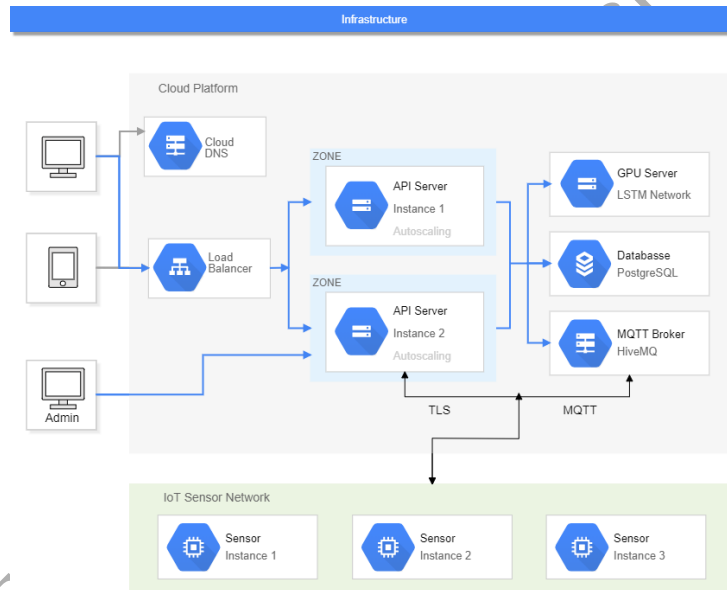 Infrastructure
Cloud Platform
Cloud
DNS
Load
Balancer
Admin
ZONE
API Server
Instance 1
Autoscaling
ZONE
API Server
Instance 2
Autoscaling
GPU Server
LSTM Network
Databasse
PostgreSQL
MQTT Broker
HiveMQ
TLS
MQTT
IoT Sensor Network
Sensor
Instance 1
Sensor
Instance 2
Sensor
Instance 3